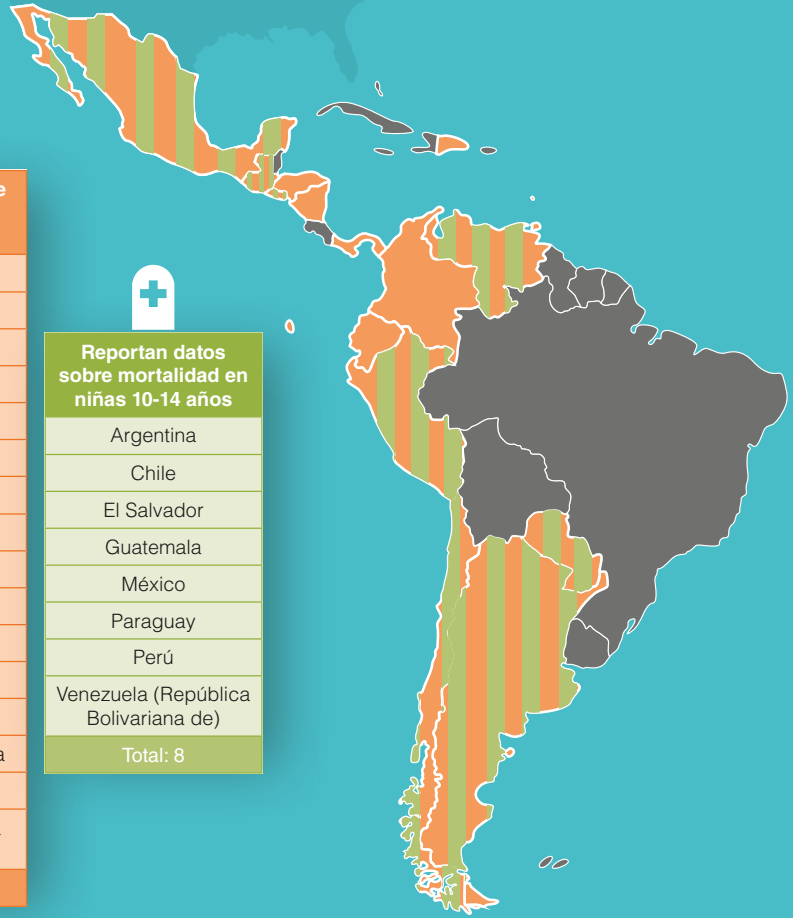 e
a
Reportan datos
sobre mortalidad en
niñas 10-14 años
Argentina
Chile
El Salvador
Guatemala
México
Paraguay
Perú
Venezuela (República
Bolivariana de)
Total: 8